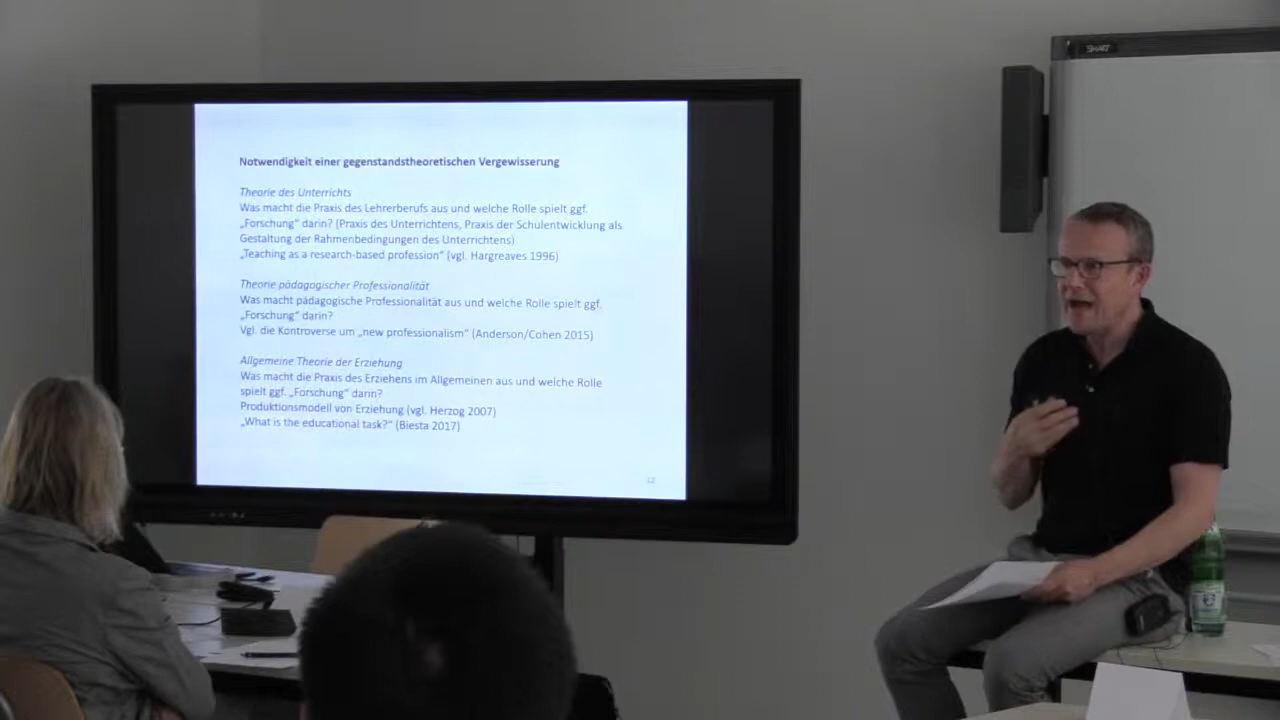 SMART
Notwendigkeit einer gegenstandstheoretischen Vergewisserung
Theorie des Unterrichts
Was macht die Praxis des Lehrerberufs aus und welche Rolle spielt ggf.
„Forschung“ darin? (Praxis des Unterrichtens, Praxis der Schulentwicklung als
Gestaltung der Rahmenbedingungen des Unterrichtens)
„Teaching as a research-based profession“ (vgl. Hargreaves 1996)
Theorie pädagogischer Professionalität
Was macht pädagogische Professionalität aus und welche Rolle spielt ggf.
„Forschung“ darin?
Vgl. die Kontroverse um „new professionalism“ (Anderson/Cohen 2015)
Allgemeine Theorie der Erziehung
Was macht die Praxis des Erziehens im Allgemeinen aus und welche Rolle
spielt ggf. „Forschung“ darin?
Produktionsmodell von Erziehung (vgl. Herzog 2007)
„What is the educational task?“ (Biesta 2017)
12